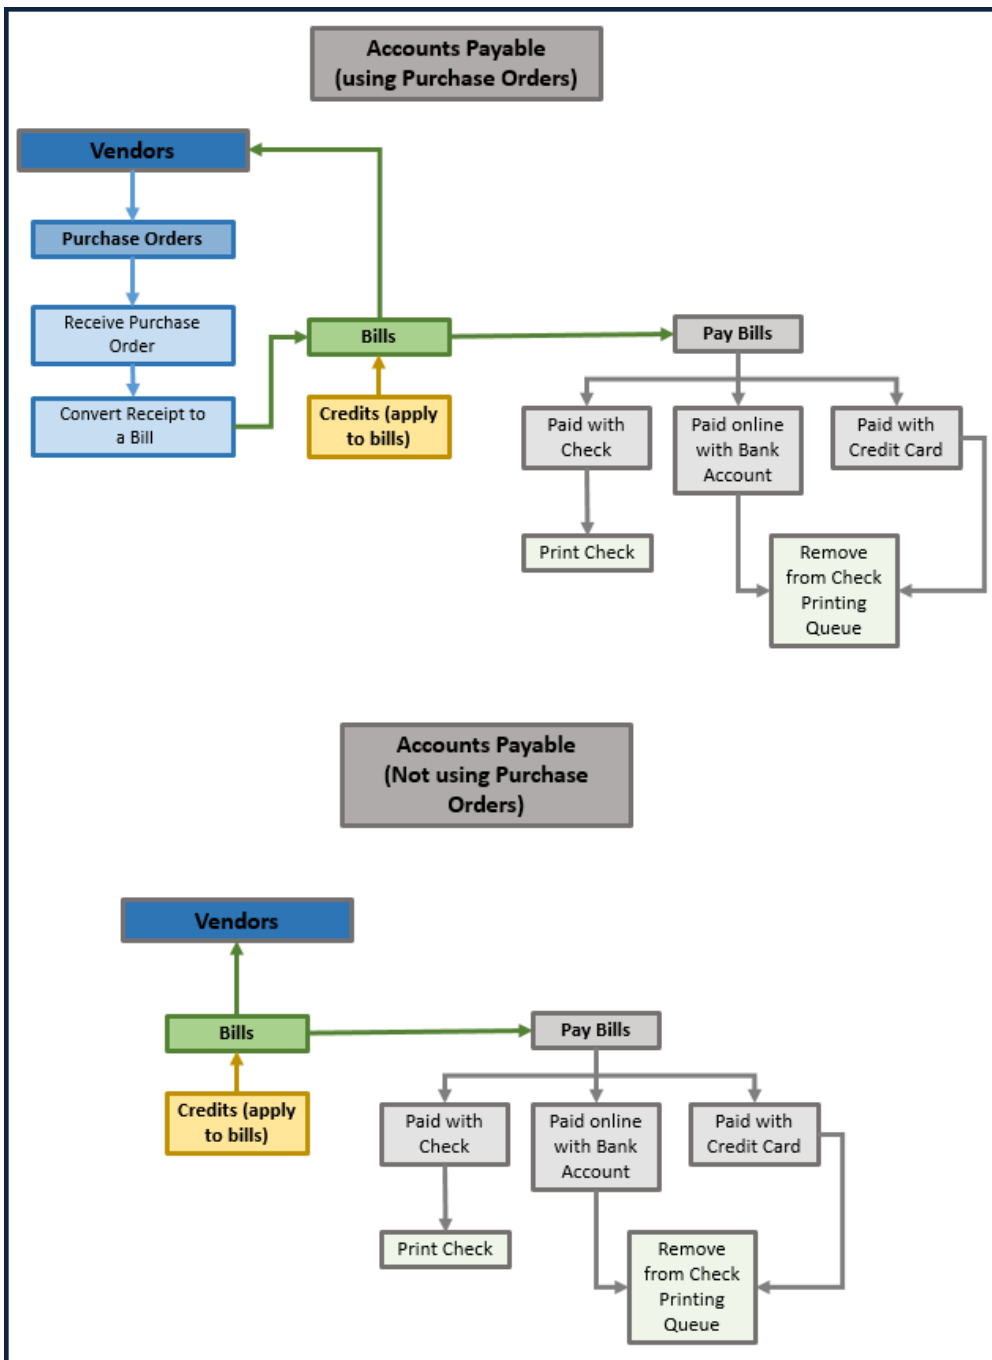 Accounts Payable
(using Purchase Orders)
Vendors
Purchase Orders
Receive Purchase
Order
Convert Receipt to
a Bill
Bills
Credits (apply
to bills)
Pay Bills
Paid with
Check
Paid online
with Bank
Account
Paid with
Credit Card
Print Check
Remove
from Check
Printing
Queue
Accounts Payable
(Not using Purchase
Orders)
Vendors
Bills
Credits (apply
to bills)
Pay Bills
Paid with
Check
Paid online
with Bank
Account
Paid with
Credit Card
Print Check
Remove
from Check
Printing
Queue